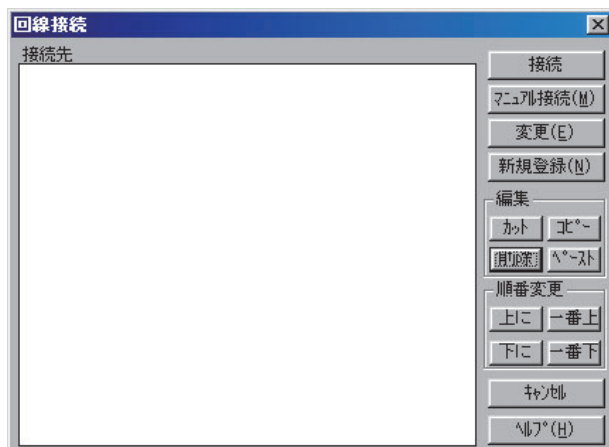 回線接続
接続先
接続
ﾏﾆｭｱﾙ接続(M)
変更(E)
新規登録(N)
編集
ｶｯﾄ
ｺﾋﾟｰ
削除
ﾍﾟｰｽﾄ
順番変更
上に
一番上
下に
一番下
ｷｬﾝｾﾙ
ﾍﾙﾌﾟ(H)